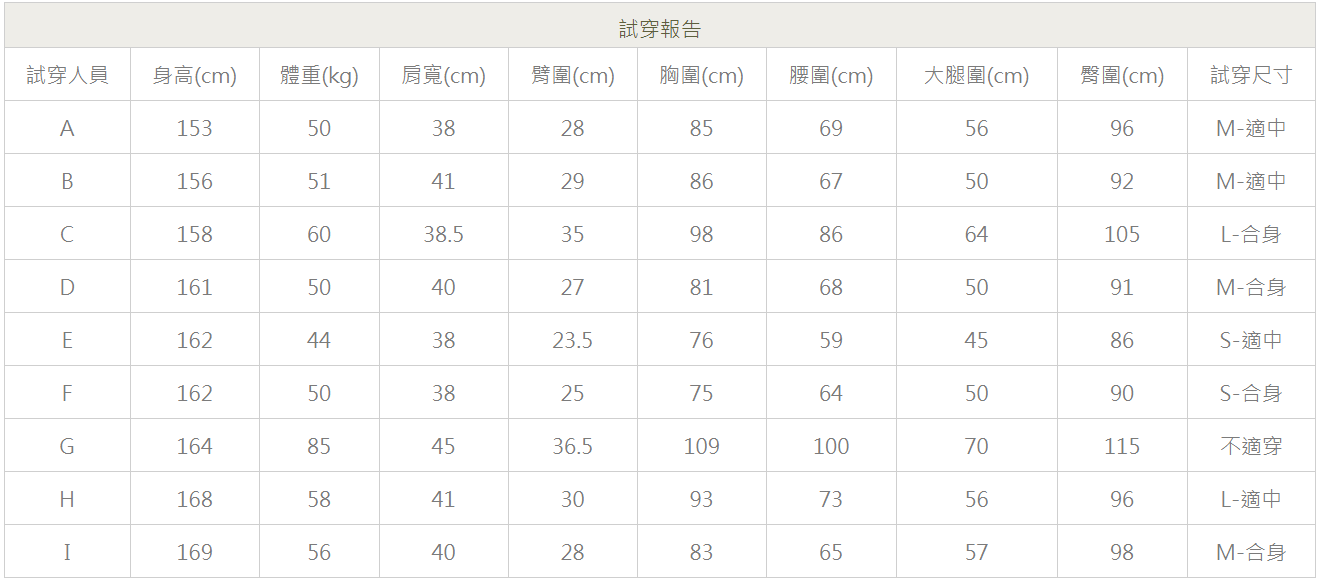 試穿報告
試穿人員 身高(cm) 體重(kg) 肩寬(cm) 臂圍(cm) 胸圍(cm) 腰圍(cm) 大腿圍(cm) 臀圍(cm) 試穿尺寸
A 153 50 38 28 85 69 56 96 M-適中
B 156 51 41 29 86 67 50 92 M-適中
C 158 60 38.5 35 98 86 64 105 L-合身
D 161 50 40 27 81 68 50 91 M-合身
E 162 44 38 23.5 76 59 45 86 S-適中
F 162 50 38 25 75 64 50 90 S-合身
G 164 85 45 36.5 109 100 70 115 不適穿
H 168 58 41 30 93 73 56 96 L-適中
I 169 56 40 28 83 65 57 98 M-合身